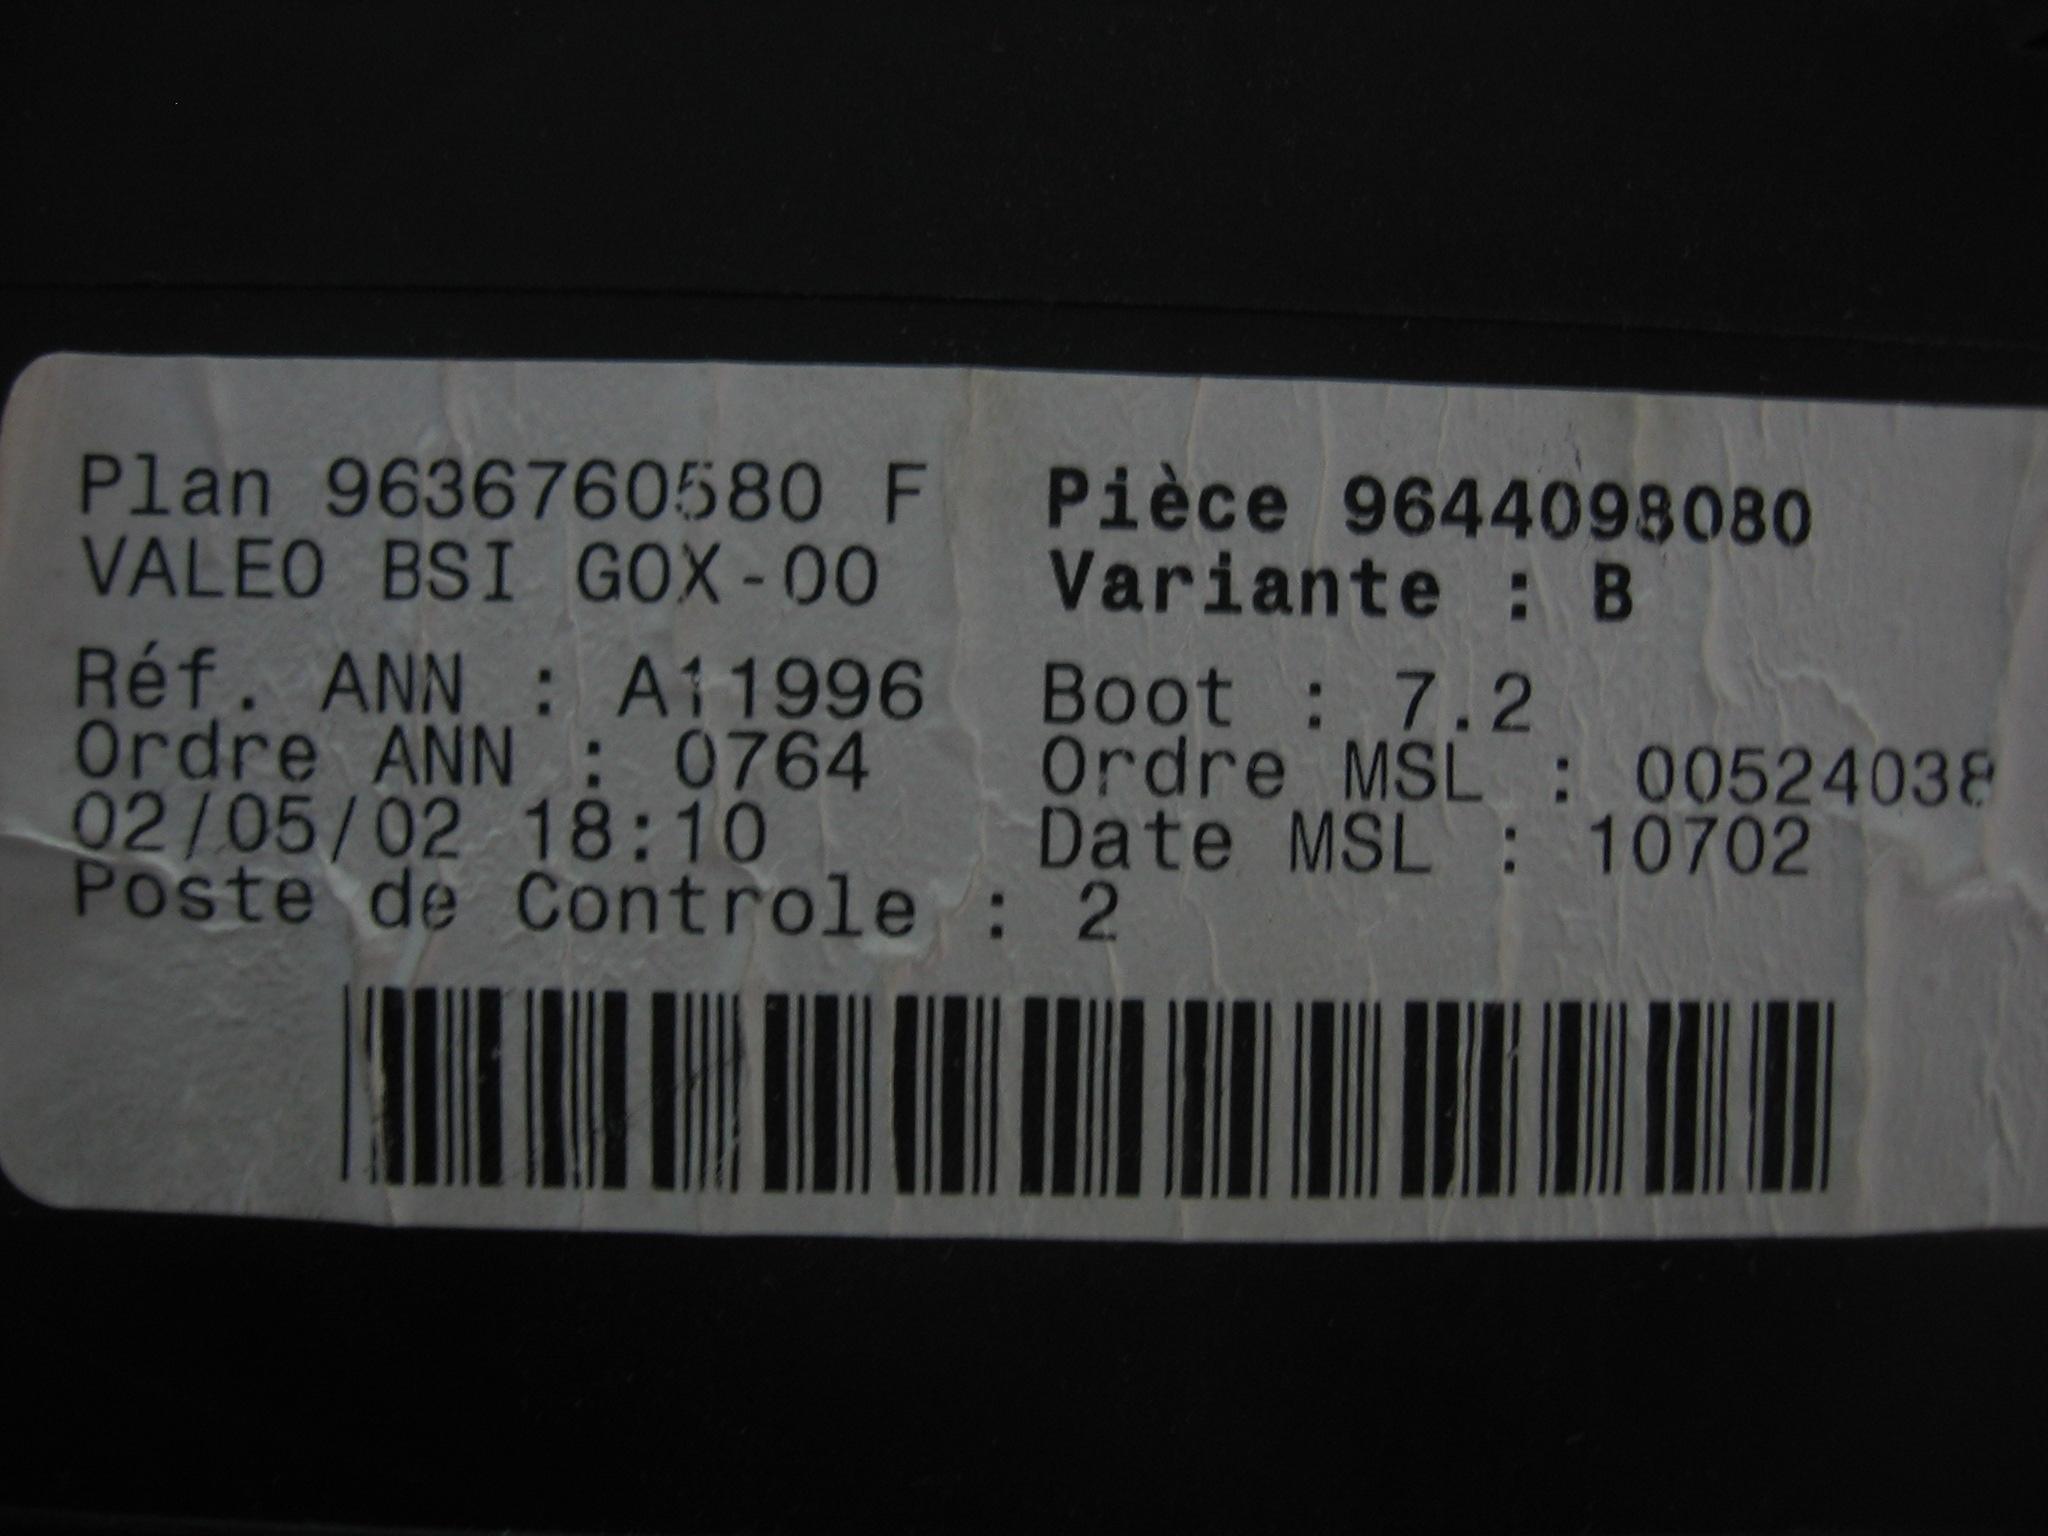 Plan 9636760580 F
VALEO BSI GOX-00
Réf. ANN : A11996
Ordre ANN : 0764
02/05/02 18:10
Poste de Controle : 2
Pièce 9644098080
Variante : B
Boot : 7.2
Ordre MSL : 00524038
Date MSL : 10702